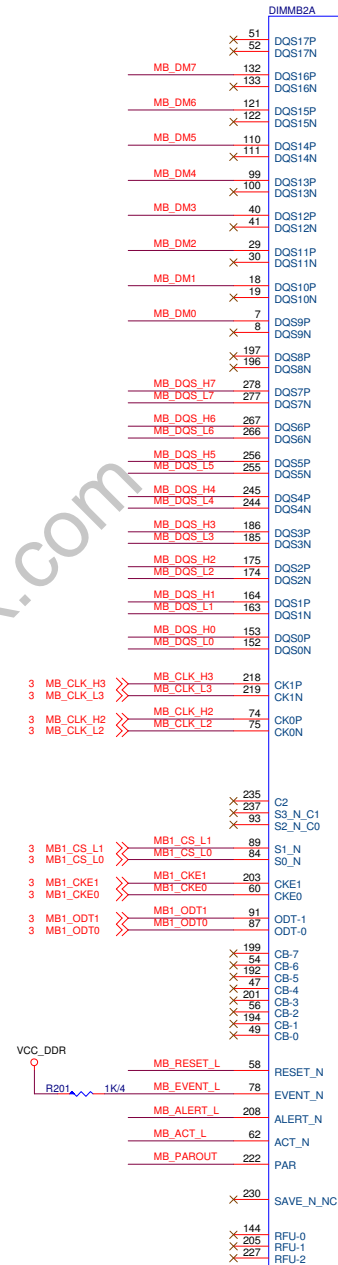 DIMMB2A
51 DQS17P
52 DQS17N
MB_DM7 132 DQS16P
133 DQS16N
MB_DM6 121 DQS15P
122 DQS15N
MB_DM5 110 DQS14P
111 DQS14N
MB_DM4 99 DQS13P
100 DQS13N
MB_DM3 40 DQS12P
41 DQS12N
MB_DM2 29 DQS11P
30 DQS11N
MB_DM1 18 DQS10P
19 DQS10N
MB_DM0 7 DQS9P
8 DQS9N
197 DQS8P
196 DQS8N
MB_DQS_H7 278 DQS7P
MB_DQS_L7 277 DQS7N
MB_DQS_H6 267 DQS6P
MB_DQS_L6 266 DQS6N
MB_DQS_H5 256 DQS5P
MB_DQS_L5 255 DQS5N
MB_DQS_H4 245 DQS4P
MB_DQS_L4 244 DQS4N
MB_DQS_H3 186 DQS3P
MB_DQS_L3 185 DQS3N
MB_DQS_H2 175 DQS2P
MB_DQS_L2 174 DQS2N
MB_DQS_H1 164 DQS1P
MB_DQS_L1 163 DQS1N
MB_DQS_H0 153 DQS0P
MB_DQS_L0 152 DQS0N
3 MB_CLK_H3 MB_CLK_H3 218 CK1P
3 MB_CLK_L3 MB_CLK_L3 219 CK1N
3 MB_CLK_H2 MB_CLK_H2 74 CK0P
3 MB_CLK_L2 MB_CLK_L2 75 CK0N
235 C2
237 S3_N_C1
93 S2_N_C0
3 MB1_CS_L1 MB1_CS_L1 89 S1_N
3 MB1_CS_L0 MB1_CS_L0 84 S0_N
3 MB1_CKE1 MB1_CKE1 203 CKE1
3 MB1_CKE0 MB1_CKE0 60 CKE0
3 MB1_ODT1 MB1_ODT1 91 ODT-1
3 MB1_ODT0 MB1_ODT0 87 ODT-0
199 CB-7
54 CB-6
192 CB-5
47 CB-4
201 CB-3
56 CB-2
194 CB-1
49 CB-0
VCC_DDR
MB_RESET_L 58 RESET_N
R201 1K/4 MB_EVENT_L 78 EVENT_N
MB_ALERT_L 208 ALERT_N
MB_ACT_L 62 ACT_N
MB_PAROUT 222 PAR
230 SAVE_N_NC
144 RFU-0
205 RFU-1
227 RFU-2
x.com